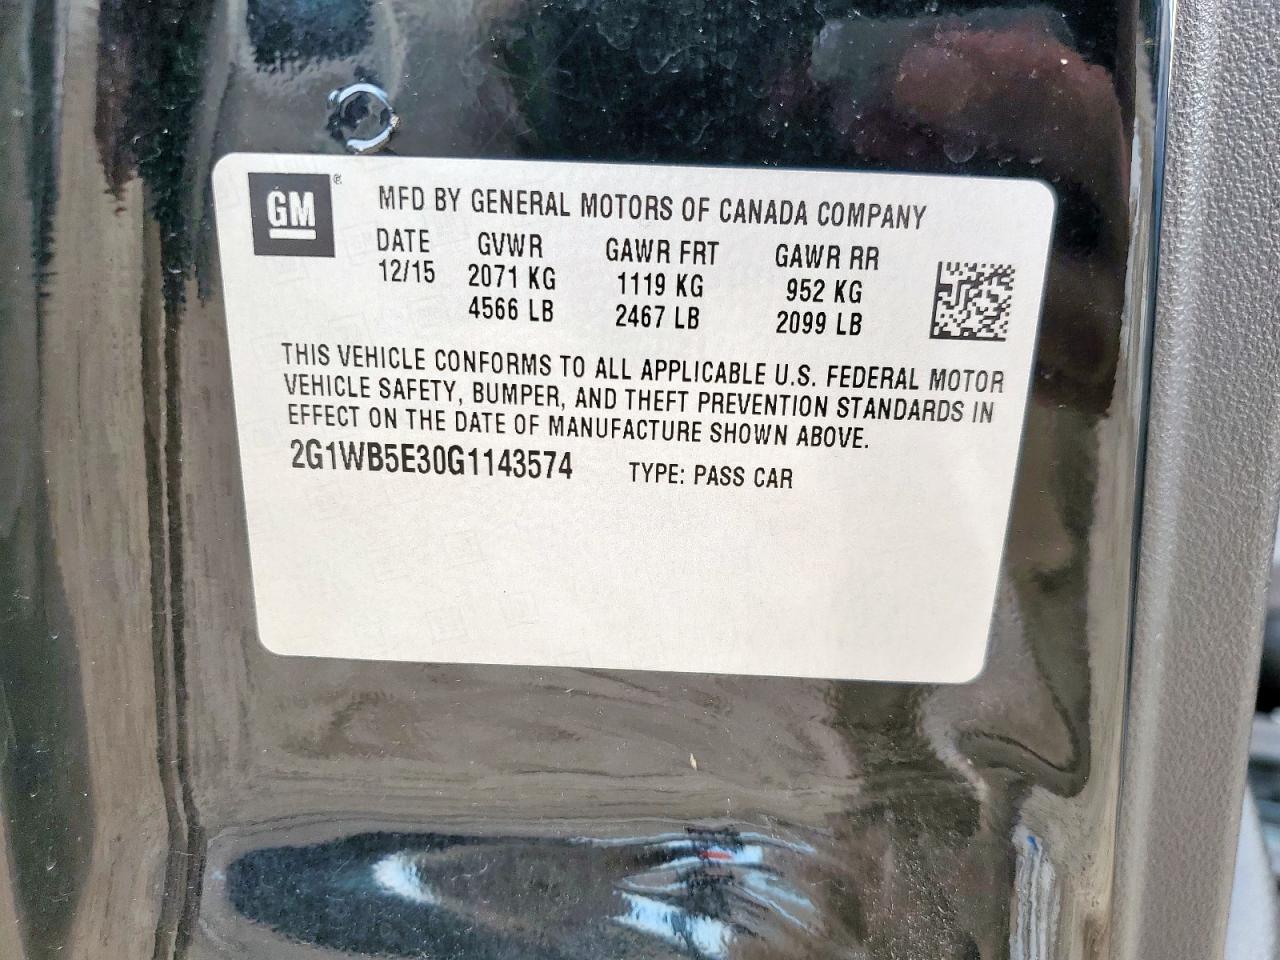 GM®
MFD BY GENERAL MOTORS OF CANADA COMPANY
DATE GVWR GAWR FRT GAWR RR
12/15 2071 KG 1119 KG 952 KG
4566 LB 2467 LB 2099 LB
THIS VEHICLE CONFORMS TO ALL APPLICABLE U.S. FEDERAL MOTOR
VEHICLE SAFETY, BUMPER, AND THEFT PREVENTION STANDARDS IN
EFFECT ON THE DATE OF MANUFACTURE SHOWN ABOVE.
2G1WB5E30G1143574 TYPE: PASS CAR